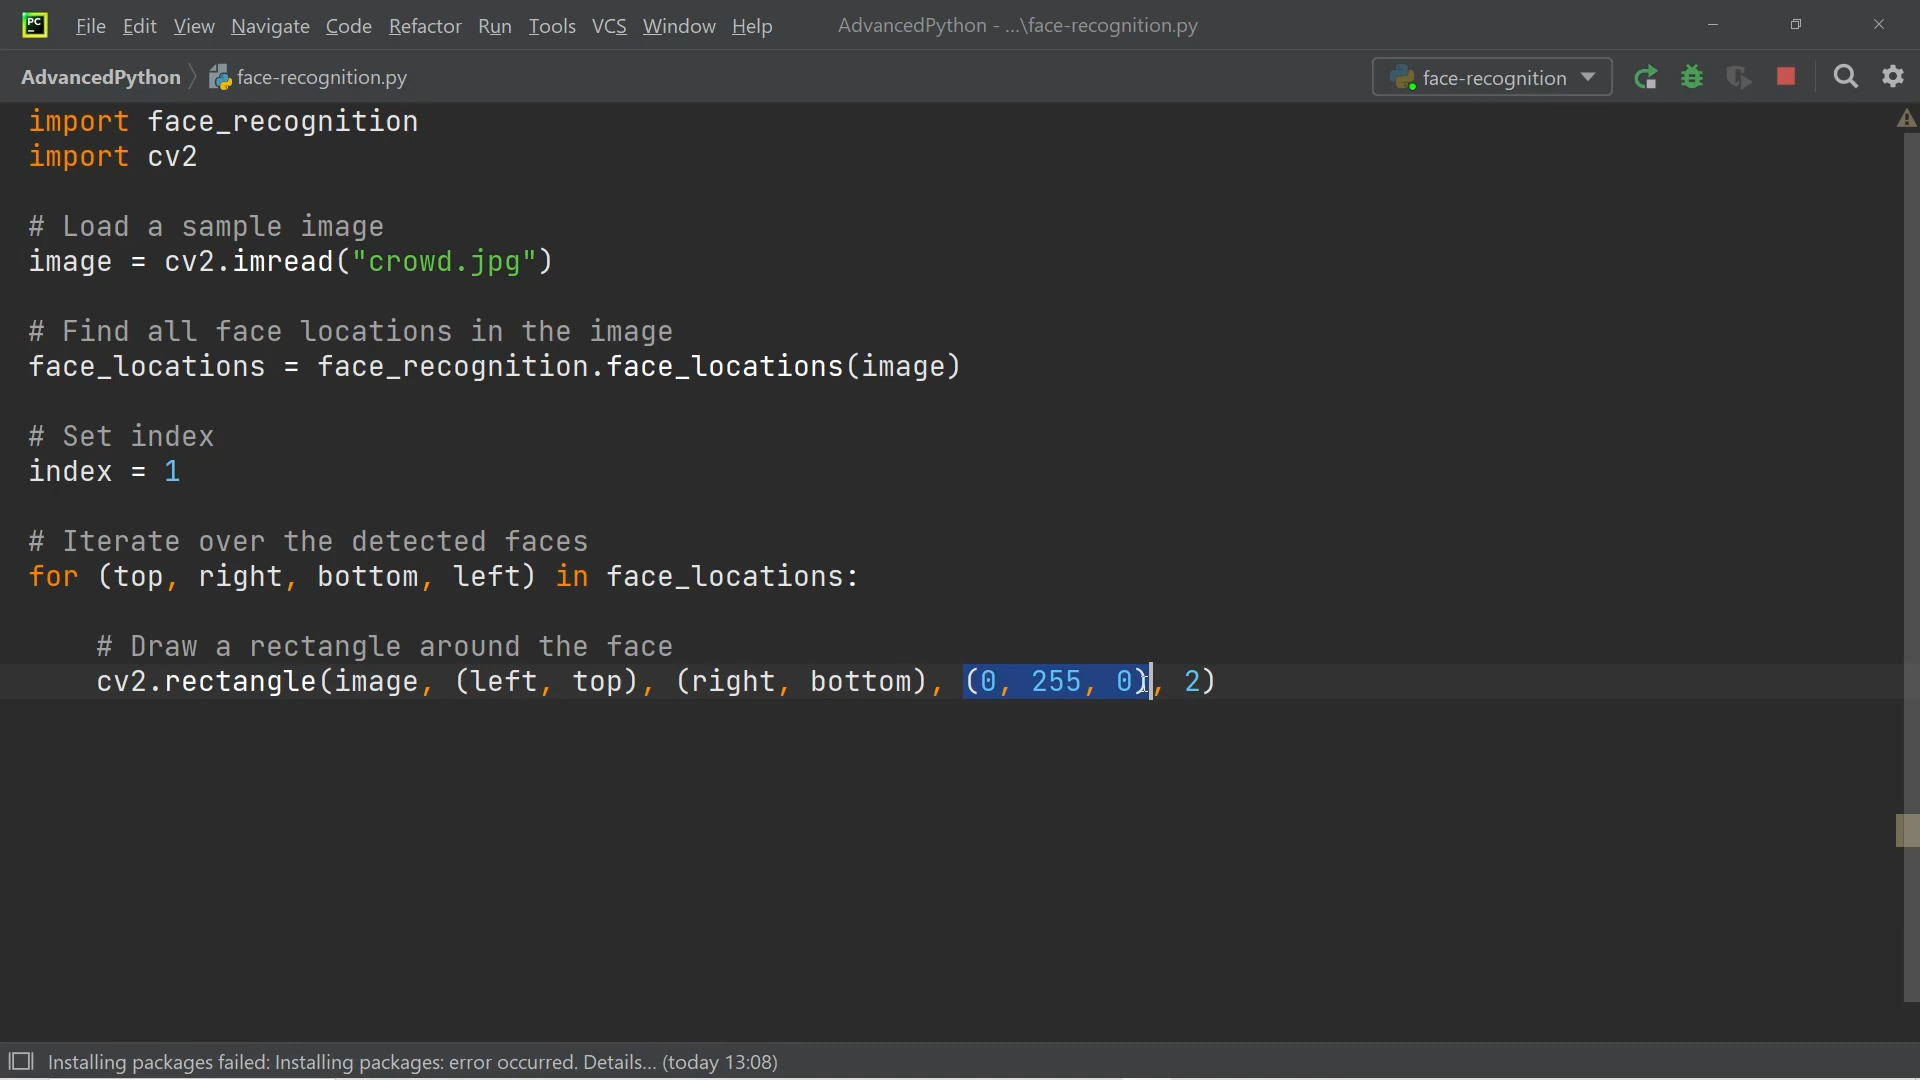 PC File Edit View Navigate Code Refactor Run Tools VCS Window Help AdvancedPython - ...\face-recognition.py
AdvancedPython face-recognition.py face-recognition
import face_recognition
import cv2
# Load a sample image
image = cv2.imread("crowd.jpg")
# Find all face locations in the image
face_locations = face_recognition.face_locations(image)
# Set index
index = 1
# Iterate over the detected faces
for (top, right, bottom, left) in face_locations:
# Draw a rectangle around the face
cv2.rectangle(image, (left, top), (right, bottom), (0, 255, 0), 2)
Installing packages failed: Installing packages: error occurred. Details... (today 13:08)